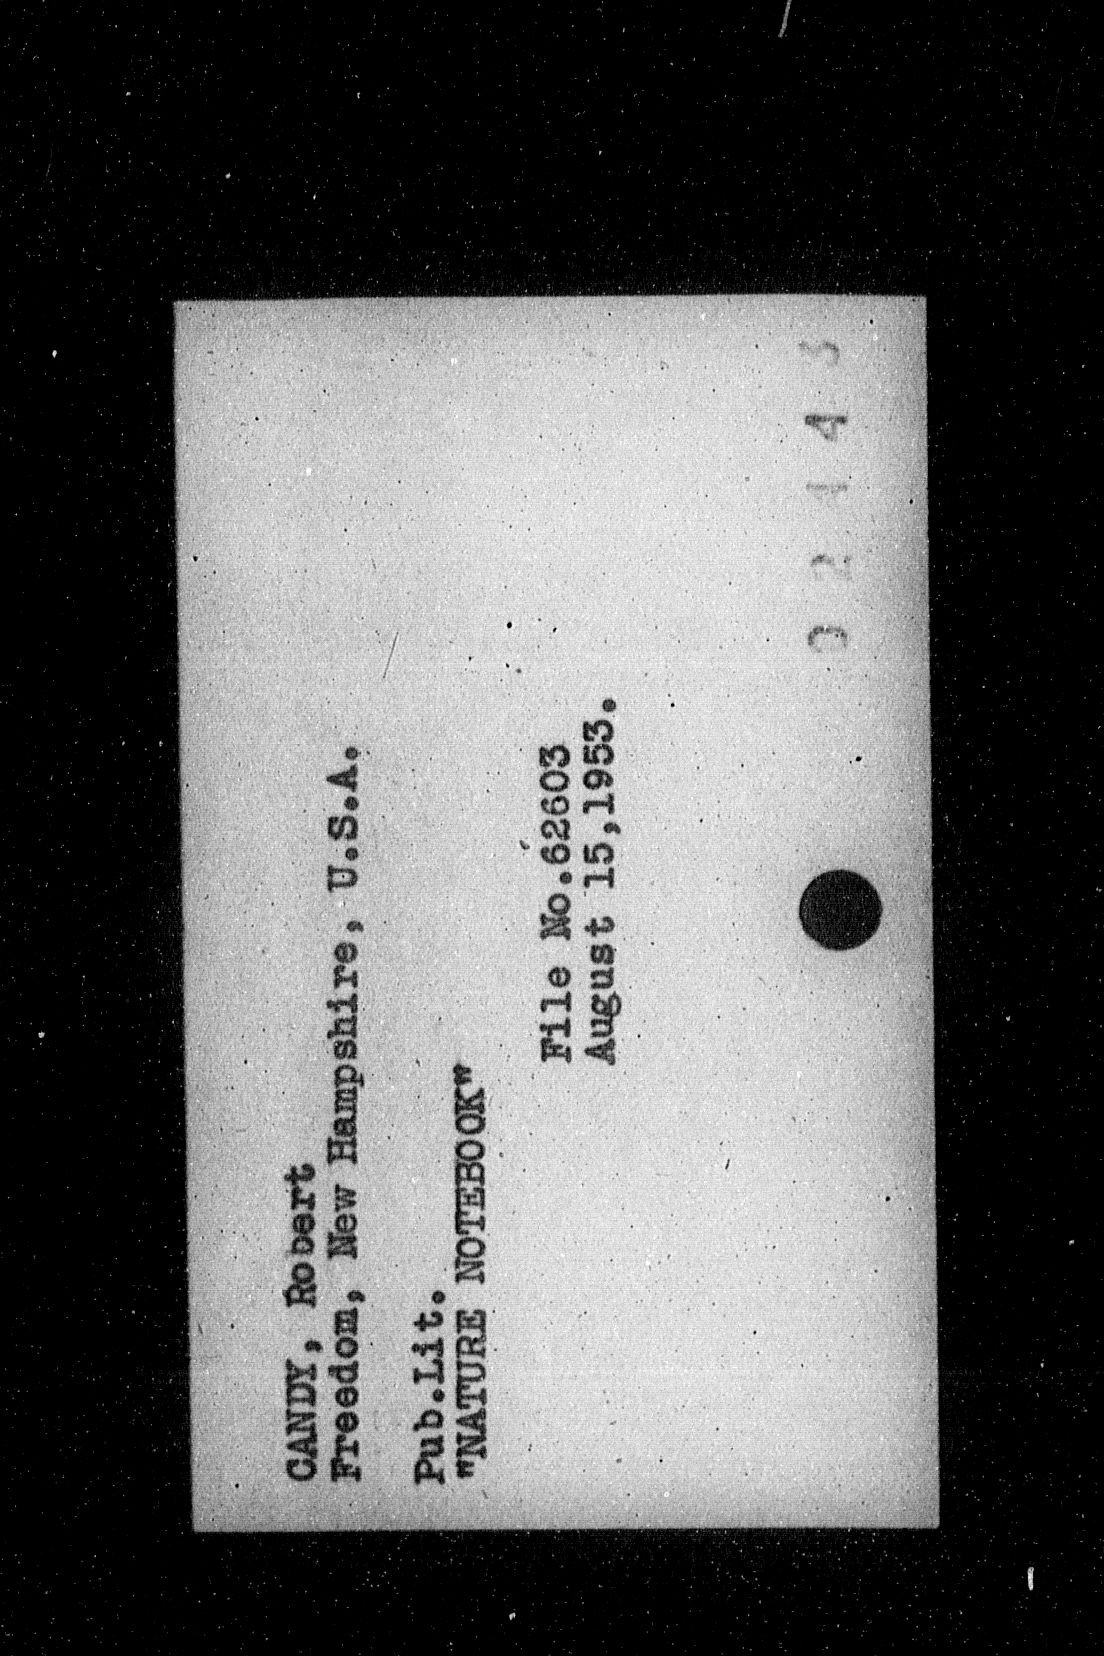 CANDY, Robert
Freedom, New Hampshire, U.S.A.
Pub.Lit.
"NATURE NOTEBOOK"
File No.62603
August 15,1953.